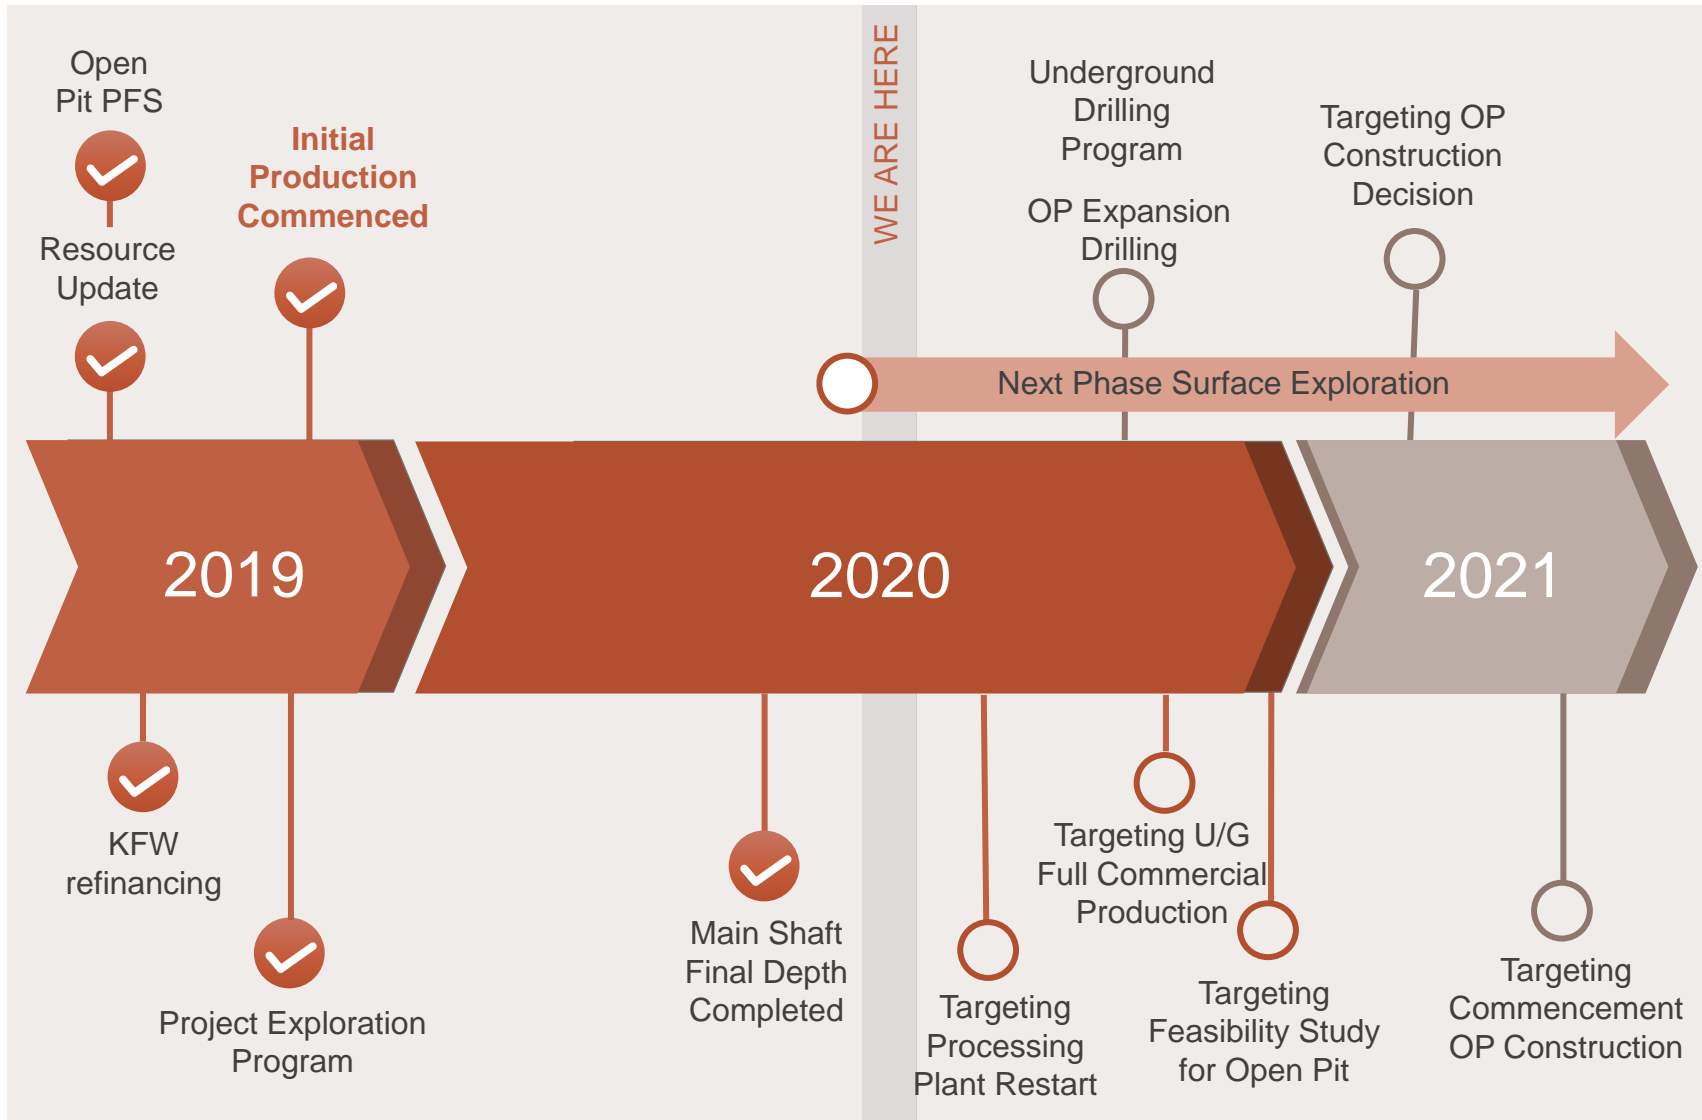 Open
Pit PFS
Resource
Update
Initial
Production
Commenced
WE ARE HERE
Underground
Drilling
Program
OP Expansion
Drilling
Targeting OP
Construction
Decision
Next Phase Surface Exploration
2019
2020
2021
KFW
refinancing
Project Exploration
Program
Main Shaft
Final Depth
Completed
Targeting
Processing
Plant Restart
Targeting U/G
Full Commercial
Production
Targeting
Feasibility Study
for Open Pit
Targeting
Commencement
OP Construction